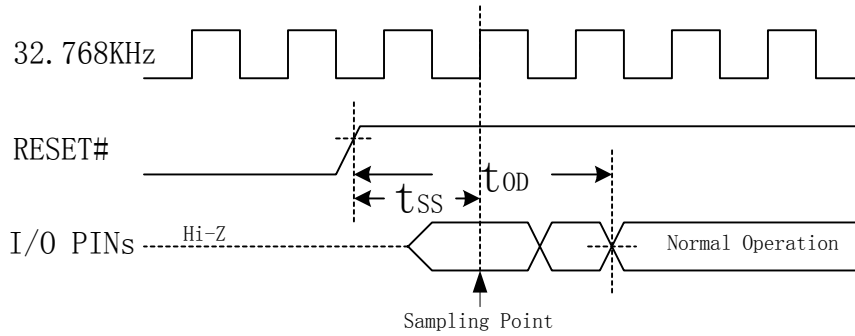 32.768KHz
RESET#
tOD
tSS
I/O PINs
Hi-Z
Normal Operation
Sampling Point